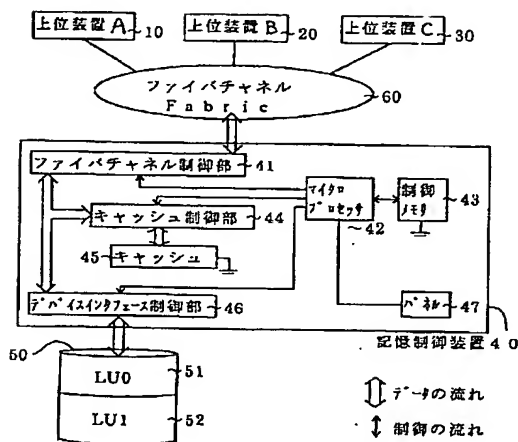 上位装置A 10
上位装置B 20
上位装置C 30
ファイバチャネル
Fabric
60
ファイバチャネル制御部 41
マイクロ
プロセッサ
42
制御
メモリ
43
キャッシュ制御部 44
45 キャッシュ
デバイスインタフェース制御部 46
パネル 47
記憶制御装置40
50
LU0 51
LU1 52
データの流れ
制御の流れ